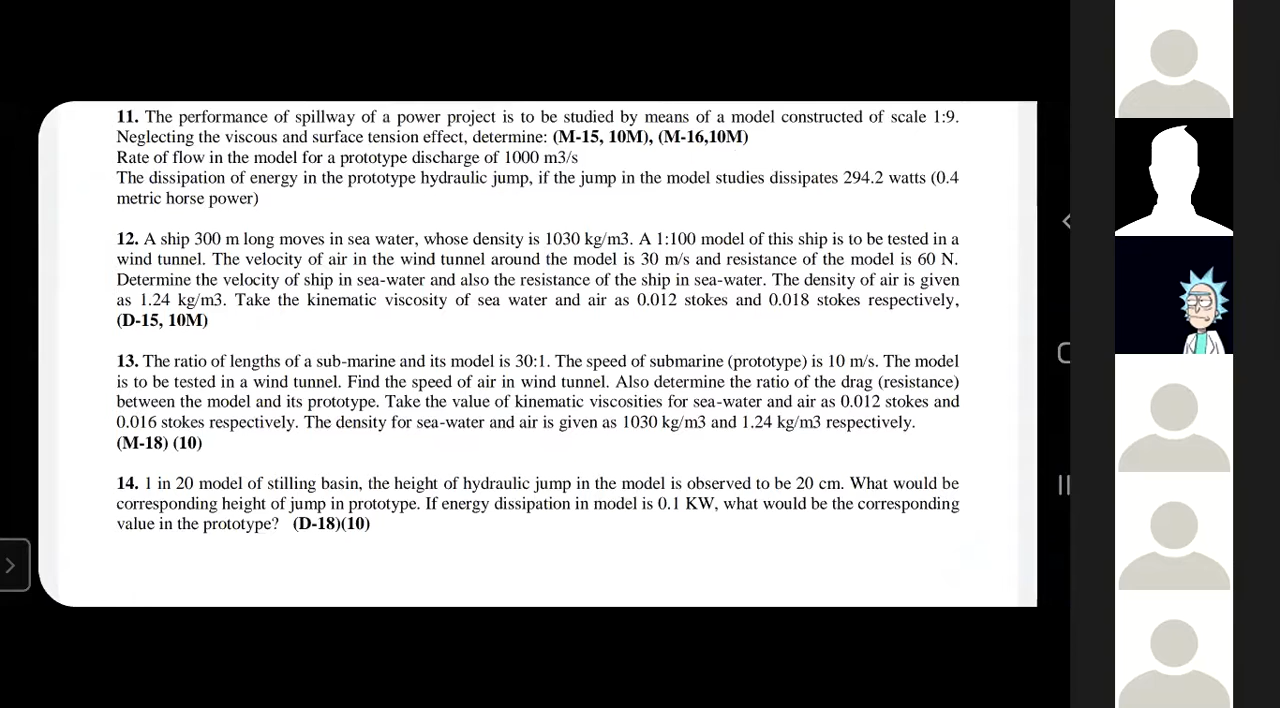 11. The performance of spillway of a power project is to be studied by means of a model constructed of scale 1:9.
Neglecting the viscous and surface tension effect, determine: (M-15, 10M), (M-16,10M)
Rate of flow in the model for a prototype discharge of 1000 m3/s
The dissipation of energy in the prototype hydraulic jump, if the jump in the model studies dissipates 294.2 watts (0.4
metric horse power)
12. A ship 300 m long moves in sea water, whose density is 1030 kg/m3. A 1:100 model of this ship is to be tested in a
wind tunnel. The velocity of air in the wind tunnel around the model is 30 m/s and resistance of the model is 60 N.
Determine the velocity of ship in sea-water and also the resistance of the ship in sea-water. The density of air is given
as 1.24 kg/m3. Take the kinematic viscosity of sea water and air as 0.012 stokes and 0.018 stokes respectively,
(D-15, 10M)
13. The ratio of lengths of a sub-marine and its model is 30:1. The speed of submarine (prototype) is 10 m/s. The model
is to be tested in a wind tunnel. Find the speed of air in wind tunnel. Also determine the ratio of the drag (resistance)
between the model and its prototype. Take the value of kinematic viscosities for sea-water and air as 0.012 stokes and
0.016 stokes respectively. The density for sea-water and air is given as 1030 kg/m3 and 1.24 kg/m3 respectively.
(M-18) (10)
14. 1 in 20 model of stilling basin, the height of hydraulic jump in the model is observed to be 20 cm. What would be
corresponding height of jump in prototype. If energy dissipation in model is 0.1 KW, what would be the corresponding
value in the prototype? (D-18)(10)